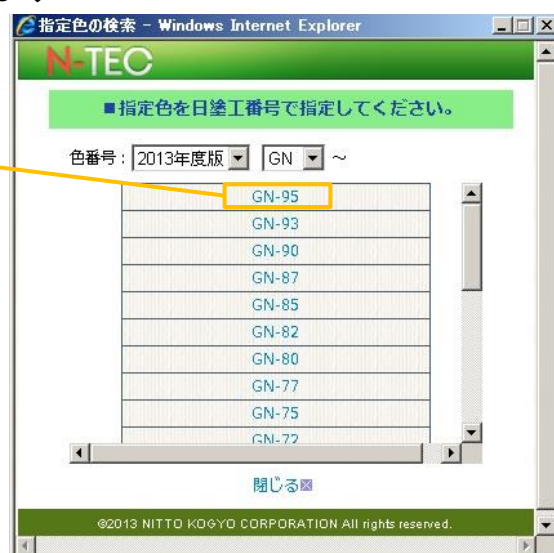 指定色の検索 - Windows Internet Explorer
N-TEC
■指定色を日塗工番号で指定してください。
色番号: 2013年度版 GN ～
GN-95
GN-93
GN-90
GN-87
GN-85
GN-82
GN-80
GN-77
GN-75
GN-72
閉じる
©2013 NITTO KOGYO CORPORATION All rights reserved.